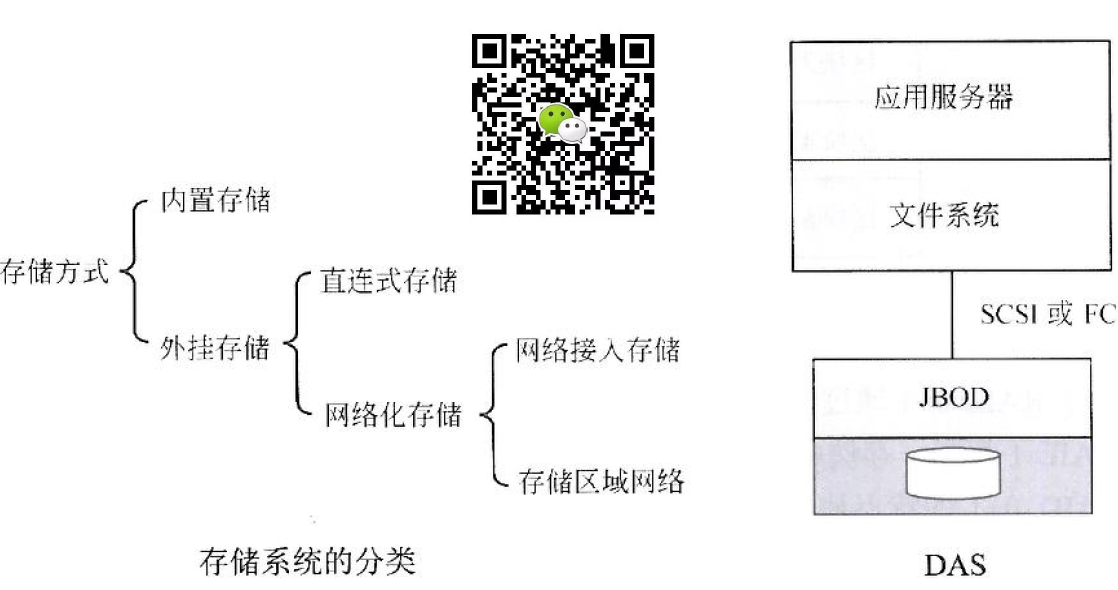 内置存储
存储方式
直连式存储
外挂存储
网络接入存储
网络化存储
存储区域网络
存储系统的分类
应用服务器
文件系统
SCSI 或 FC
JBOD
DAS